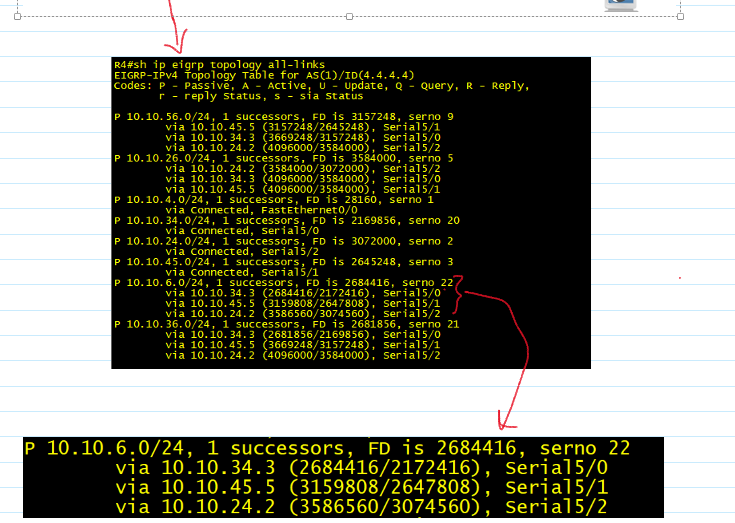 R4#sh ip eigrp topology all-links
EIGRP-IPv4 Topology Table for AS(1)/ID(4.4.4.4)
Codes: P - Passive, A - Active, U - Update, Q - Query, R - Reply,
r - reply Status, s - sia Status
P 10.10.56.0/24, 1 successors, FD is 3157248, serno 9
via 10.10.45.5 (3157248/2645248), Serial5/1
via 10.10.34.3 (3669248/3157248), Serial5/0
via 10.10.24.2 (4096000/3584000), Serial5/2
P 10.10.26.0/24, 1 successors, FD is 3584000, serno 5
via 10.10.24.2 (3584000/3072000), Serial5/2
via 10.10.34.3 (4096000/3584000), Serial5/0
via 10.10.45.5 (4096000/3584000), Serial5/1
P 10.10.4.0/24, 1 successors, FD is 28160, serno 1
via Connected, FastEthernet0/0
P 10.10.34.0/24, 1 successors, FD is 2169856, serno 20
via Connected, Serial5/0
P 10.10.24.0/24, 1 successors, FD is 3072000, serno 2
via Connected, Serial5/2
P 10.10.45.0/24, 1 successors, FD is 2645248, serno 3
via Connected, Serial5/1
P 10.10.6.0/24, 1 successors, FD is 2684416, serno 22
via 10.10.34.3 (2684416/2172416), Serial5/0
via 10.10.45.5 (3159808/2647808), Serial5/1
via 10.10.24.2 (3586560/3074560), Serial5/2
P 10.10.36.0/24, 1 successors, FD is 2681856, serno 21
via 10.10.34.3 (2681856/2169856), Serial5/0
via 10.10.45.5 (3669248/3157248), Serial5/1
via 10.10.24.2 (4096000/3584000), Serial5/2
P 10.10.6.0/24, 1 successors, FD is 2684416, serno 22
via 10.10.34.3 (2684416/2172416), Serial5/0
via 10.10.45.5 (3159808/2647808), Serial5/1
via 10.10.24.2 (3586560/3074560), Serial5/2